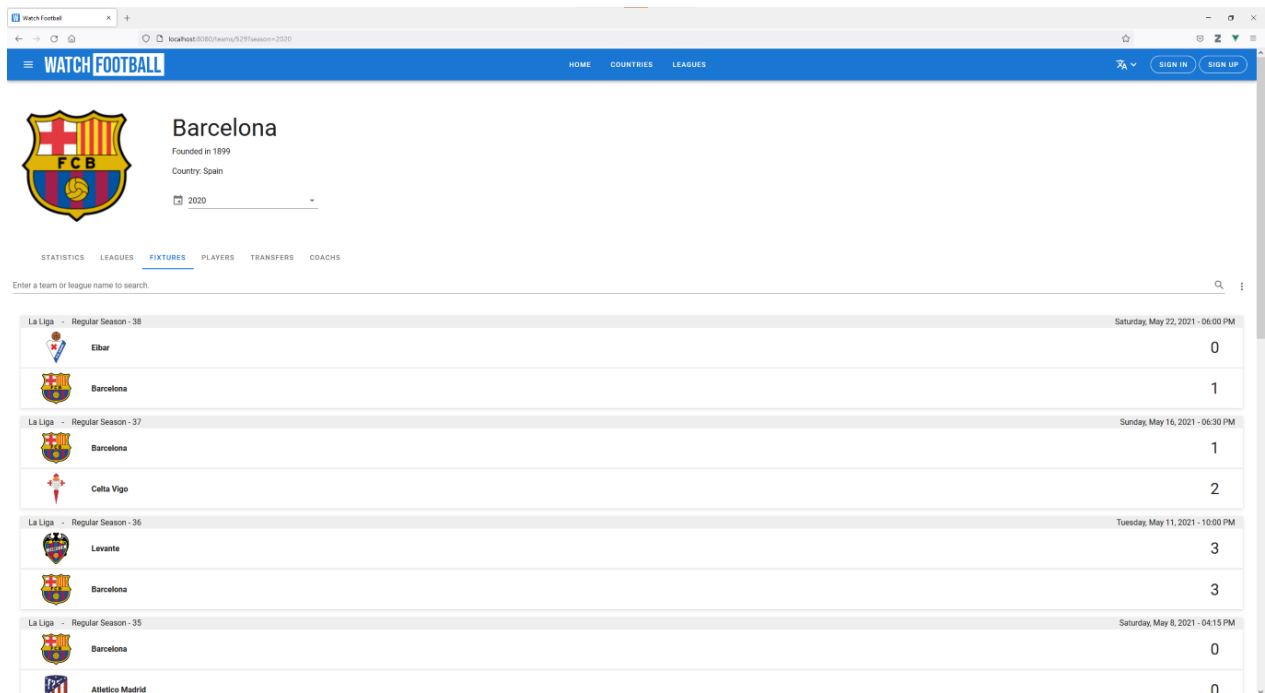 Watch Football
localhost:8080/teams/529?season=2020
WATCH FOOTBALL HOME COUNTRIES LEAGUES SIGN IN SIGN UP
Barcelona
Founded in 1899
Country: Spain
FCB
2020
STATISTICS LEAGUES FIXTURES PLAYERS TRANSFERS COACHS
Enter a team or league name to search.
La Liga - Regular Season - 38 Saturday, May 22, 2021 - 06:00 PM
Eibar 0
Barcelona 1
La Liga - Regular Season - 37 Sunday, May 16, 2021 - 06:30 PM
Barcelona 1
Celta Vigo 2
La Liga - Regular Season - 36 Tuesday, May 11, 2021 - 10:00 PM
Levante 3
Barcelona 3
La Liga - Regular Season - 35 Saturday, May 8, 2021 - 04:15 PM
Barcelona 0
Atletico Madrid 0